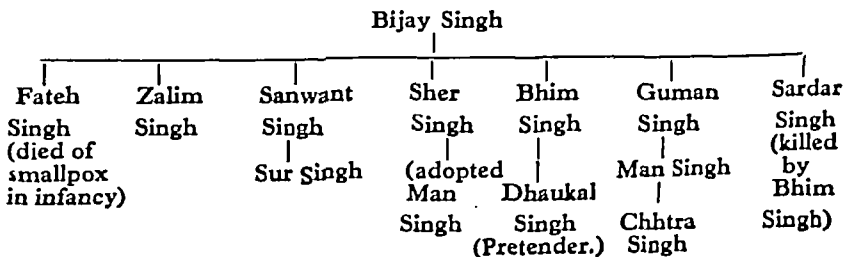 Bijay Singh
Fateh Zalim Sanwant Sher Bhim Guman Sardar
Singh Singh Singh Singh Singh Singh Singh
(died of (killed
smallpox Sur Singh (adopted Man Singh by
in infancy) Man Dhaukal Bhim
Singh Singh Chhtra Singh)
(Pretender.) Singh